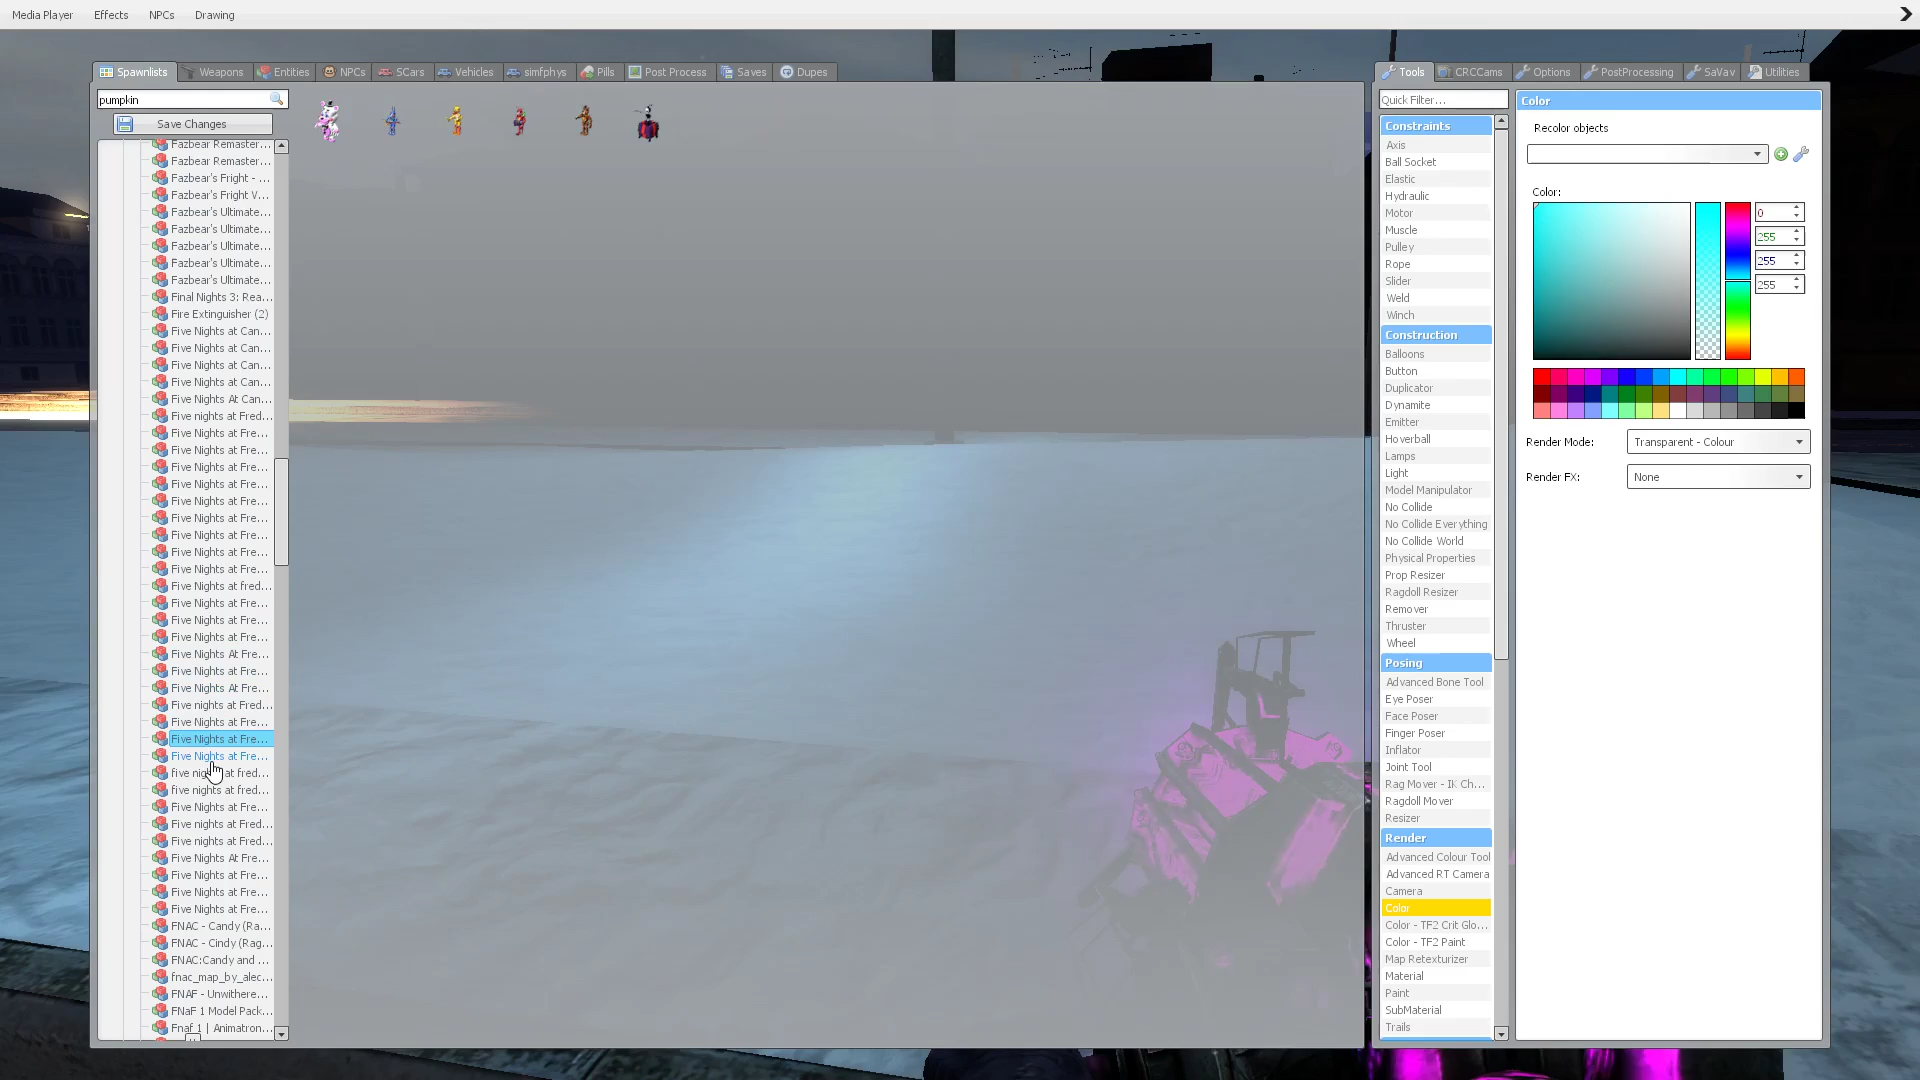 Media Player Effects NPCs Drawing
Spawnlists Weapons Entities NPCs SCars Vehicles simfphys Pills Post Process Saves Dupes
pumpkin
Save Changes
Fazbear Remaster...
Fazbear Remaster...
Fazbear's Fright - ...
Fazbear's Fright V...
Fazbear's Ultimate...
Fazbear's Ultimate...
Fazbear's Ultimate...
Fazbear's Ultimate...
Fazbear's Ultimate...
Final Nights 3: Rea...
Fire Extinguisher (2)
Five Nights at Can...
Five Nights at Can...
Five Nights at Can...
Five Nights at Can...
Five Nights At Can...
Five nights at Fred...
Five Nights at Fre...
Five Nights at Fre...
Five Nights at Fre...
Five Nights at Fre...
Five Nights at Fre...
Five Nights at Fre...
Five Nights at Fre...
Five Nights at Fre...
Five Nights at Fre...
Five Nights at fred...
Five Nights at Fre...
Five Nights at Fre...
Five Nights at Fre...
Five Nights At Fre...
Five Nights at Fre...
Five Nights At Fre...
Five nights at Fred...
Five Nights at Fre...
Five Nights at Fre...
Five Nights at Fre...
five nights at fred...
five nights at fred...
Five Nights at Fre...
Five nights at Fred...
Five nights at Fred...
Five Nights At Fre...
Five Nights at Fre...
Five Nights at Fre...
Five Nights at Fre...
FNAC - Candy (Ra...
FNAC - Cindy (Rag...
FNAC:Candy and ...
fnac_map_by_alec...
FNAF - Unwithere...
FNaF 1 Model Pack...
Fnaf 1 | Animatron...
Tools CRCCams Options PostProcessing SaVav Utilities
Quick Filter...
Constraints
Axis
Ball Socket
Elastic
Hydraulic
Motor
Muscle
Pulley
Rope
Slider
Weld
Winch
Construction
Balloons
Button
Duplicator
Dynamite
Emitter
Hoverball
Lamps
Light
Model Manipulator
No Collide
No Collide Everything
No Collide World
Physical Properties
Prop Resizer
Ragdoll Resizer
Remover
Thruster
Wheel
Posing
Advanced Bone Tool
Eye Poser
Face Poser
Finger Poser
Inflator
Joint Tool
Rag Mover - IK Ch...
Ragdoll Mover
Resizer
Render
Advanced Colour Tool
Advanced RT Camera
Camera
Color
Color - TF2 Crit Glo...
Color - TF2 Paint
Map Retexturizer
Material
Paint
SubMaterial
Trails
Color
Recolor objects
Color:
0
255
255
255
Render Mode: Transparent - Colour
Render FX: None